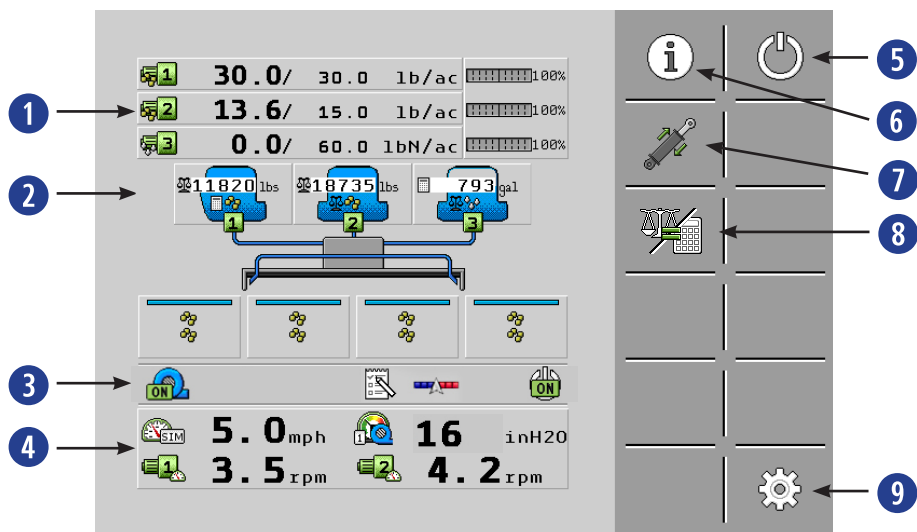 1 30.0/ 30.0 lb/ac 100%
2 13.6/ 15.0 lb/ac 100%
3 0.0/ 60.0 lbN/ac 100%
11820 lbs 18735 lbs 793 gal
1 2 3
ON ON
SIM 5.0 mph 1 16 inH2O
1 3.5 rpm 2 4.2 rpm
i
1
2
3
4
5
6
7
8
9